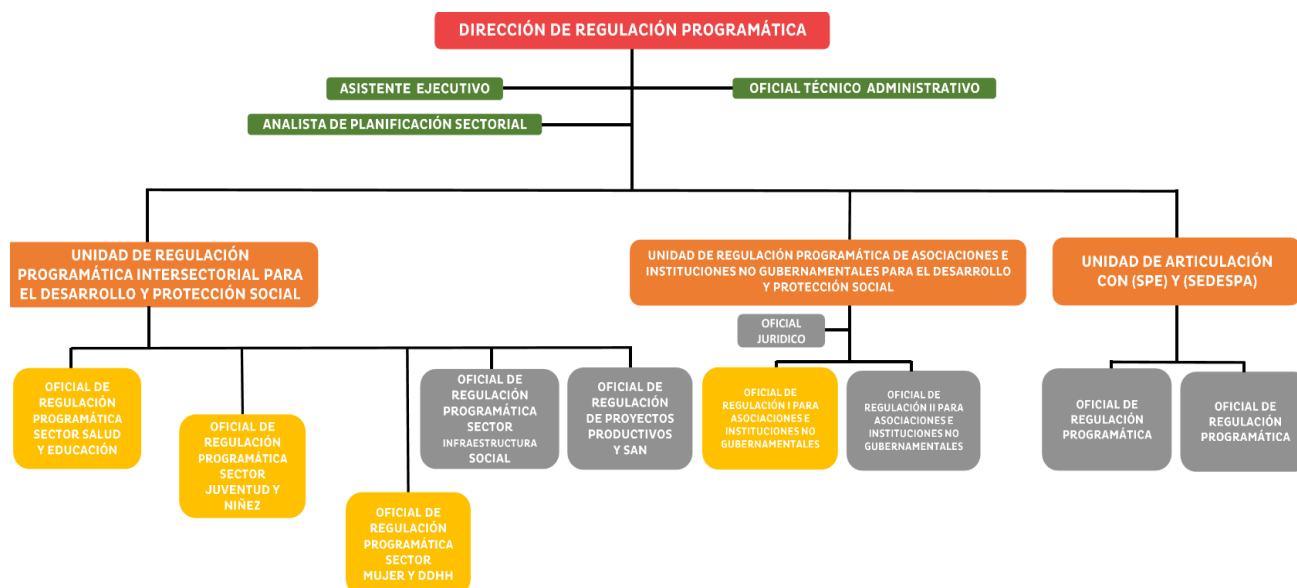 DIRECCIÓN DE REGULACIÓN PROGRAMÁTICA
ASISTENTE EJECUTIVO
OFICIAL TÉCNICO ADMINISTRATIVO
ANALISTA DE PLANIFICACIÓN SECTORIAL
UNIDAD DE REGULACIÓN
PROGRAMÁTICA INTERSECTORIAL PARA
EL DESARROLLO Y PROTECCIÓN SOCIAL
UNIDAD DE REGULACIÓN PROGRAMÁTICA DE ASOCIACIONES E
INSTITUCIONES NO GUBERNAMENTALES PARA EL DESARROLLO
Y PROTECCIÓN SOCIAL
UNIDAD DE ARTICULACIÓN
CON (SPE) Y (SEDESPA)
OFICIAL
JURIDICO
OFICIAL DE
REGULACIÓN
PROGRAMÁTICA
SECTOR SALUD
Y EDUCACIÓN
OFICIAL DE
REGULACIÓN
PROGRAMÁTICA
SECTOR
JUVENTUD Y
NIÑEZ
OFICIAL DE
REGULACIÓN
PROGRAMÁTICA
SECTOR
MUJER Y DDHH
OFICIAL DE
REGULACIÓN
PROGRAMÁTICA
SECTOR
INFRAESTRUCTURA
SOCIAL
OFICIAL DE
REGULACIÓN
DE PROYECTOS
PRODUCTIVOS
Y SAN
OFICIAL DE
REGULACIÓN I PARA
ASOCIACIONES E
INSTITUCIONES NO
GUBERNAMENTALES
OFICIAL DE
REGULACIÓN II PARA
ASOCIACIONES E
INSTITUCIONES NO
GUBERNAMENTALES
OFICIAL DE
REGULACIÓN
PROGRAMÁTICA
OFICIAL DE
REGULACIÓN
PROGRAMÁTICA